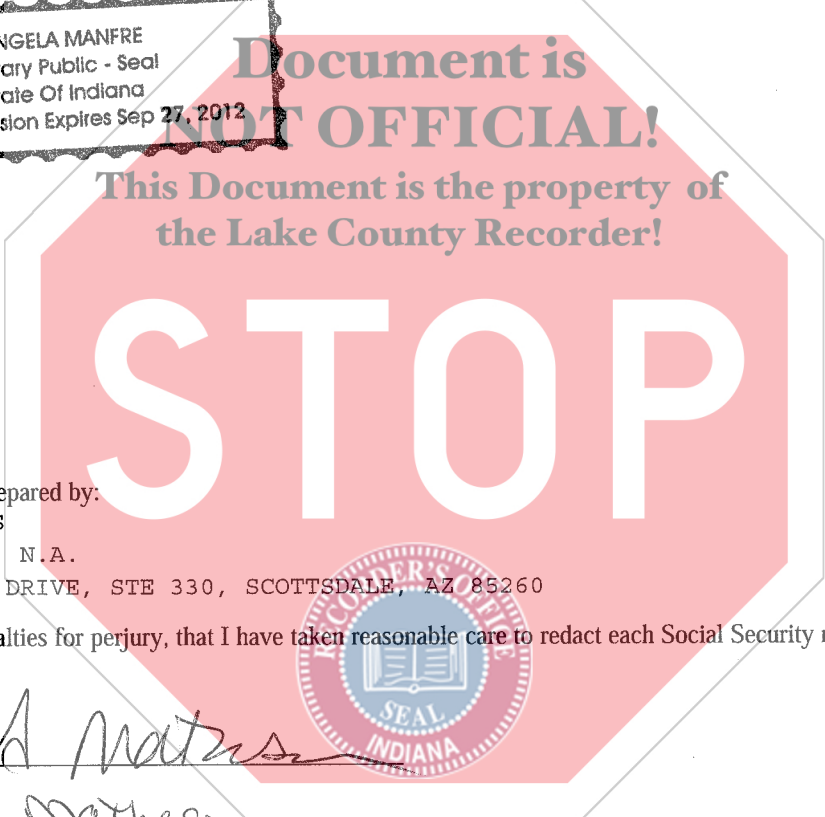 NGELA MANFRE
ary Public - Seal
ate Of Indiana
sion Expires Sep 27, 2012
Document is
NOT OFFICIAL!
This Document is the property of
the Lake County Recorder!
STOP
epared by:
S
N.A.
DRIVE, STE 330, SCOTTSDALE, AZ 85260
alties for perjury, that I have taken reasonable care to redact each Social Security
RECORDER'S OFFICE
SEAL
INDIANA